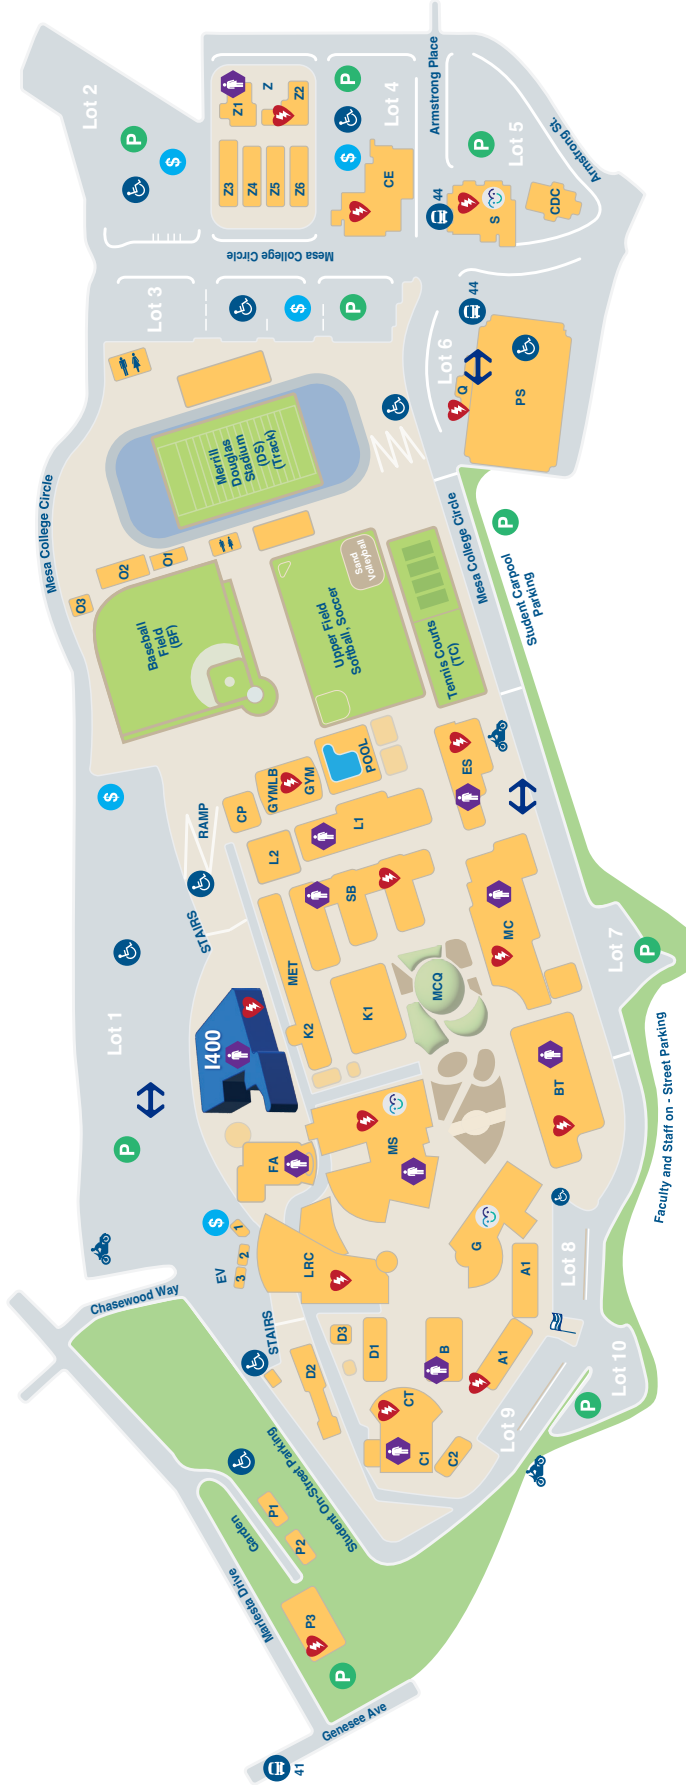 Lot 2
P
$
Z
Z1
Z2
Z3
Z4
Z5
Z6
P
$
Lot 4
CE
Armstrong Place
P
Lot 5
Armstrong St.
44
S
CDC
Mesa College Circle
Lot 3
$
P
44
Lot 6
Q
PS
Mesa College Circle
Merrill
Douglas
Stadium
(DS)
(Track)
O1
O2
O3
Baseball
Field
(BF)
Sand
Volleyball
Upper Field
Softball, Soccer
Tennis Courts
(TC)
Mesa College Circle
P
Student Carpool
Parking
$
RAMP
CP
GYMLB
GYM
POOL
ES
L2
L1
STAIRS
SB
MC
MET
K2
K1
MCQ
Lot 7
P
Lot 1
I400
BT
P
MS
FA
Faculty and Staff on - Street Parking
$
1
2
3
EV
LRC
G
A1
Lot 8
Chasewood Way
STAIRS
D3
D2
D1
B
A1
Lot 10
P
CT
C1
C2
Lot 9
Student On-Street Parking
Garden
P1
P2
Marlesta Drive
P3
P
Genesee Ave
41